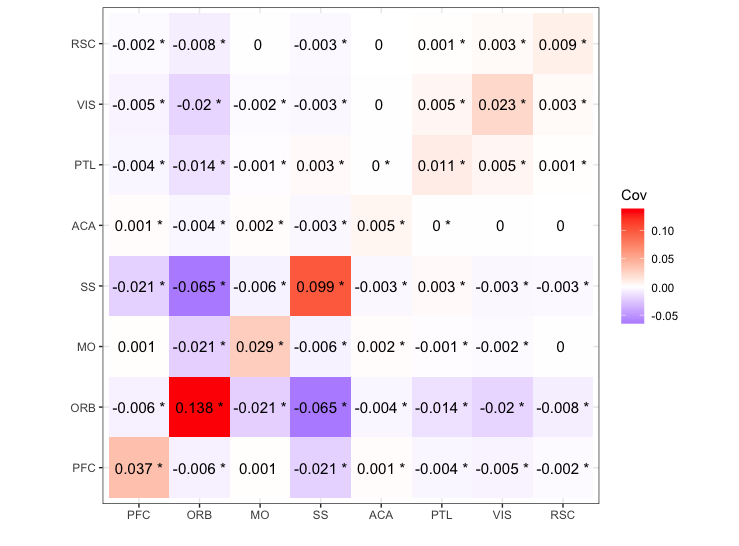 RSC -0.002 * -0.008 * 0 -0.003 * 0 0.001 * 0.003 * 0.009 *
VIS -0.005 * -0.02 * -0.002 * -0.003 * 0 0.005 * 0.023 * 0.003 *
PTL -0.004 * -0.014 * -0.001 * 0.003 * 0 * 0.011 * 0.005 * 0.001 *
ACA 0.001 * -0.004 * 0.002 * -0.003 * 0.005 * 0 * 0 0
SS -0.021 * -0.065 * -0.006 * 0.099 * -0.003 * 0.003 * -0.003 * -0.003 *
MO 0.001 -0.021 * 0.029 * -0.006 * 0.002 * -0.001 * -0.002 * 0
ORB -0.006 * 0.138 * -0.021 * -0.065 * -0.004 * -0.014 * -0.02 * -0.008 *
PFC 0.037 * -0.006 * 0.001 -0.021 * 0.001 * -0.004 * -0.005 * -0.002 *
PFC ORB MO SS ACA PTL VIS RSC
Cov
0.10
0.05
0.00
-0.05